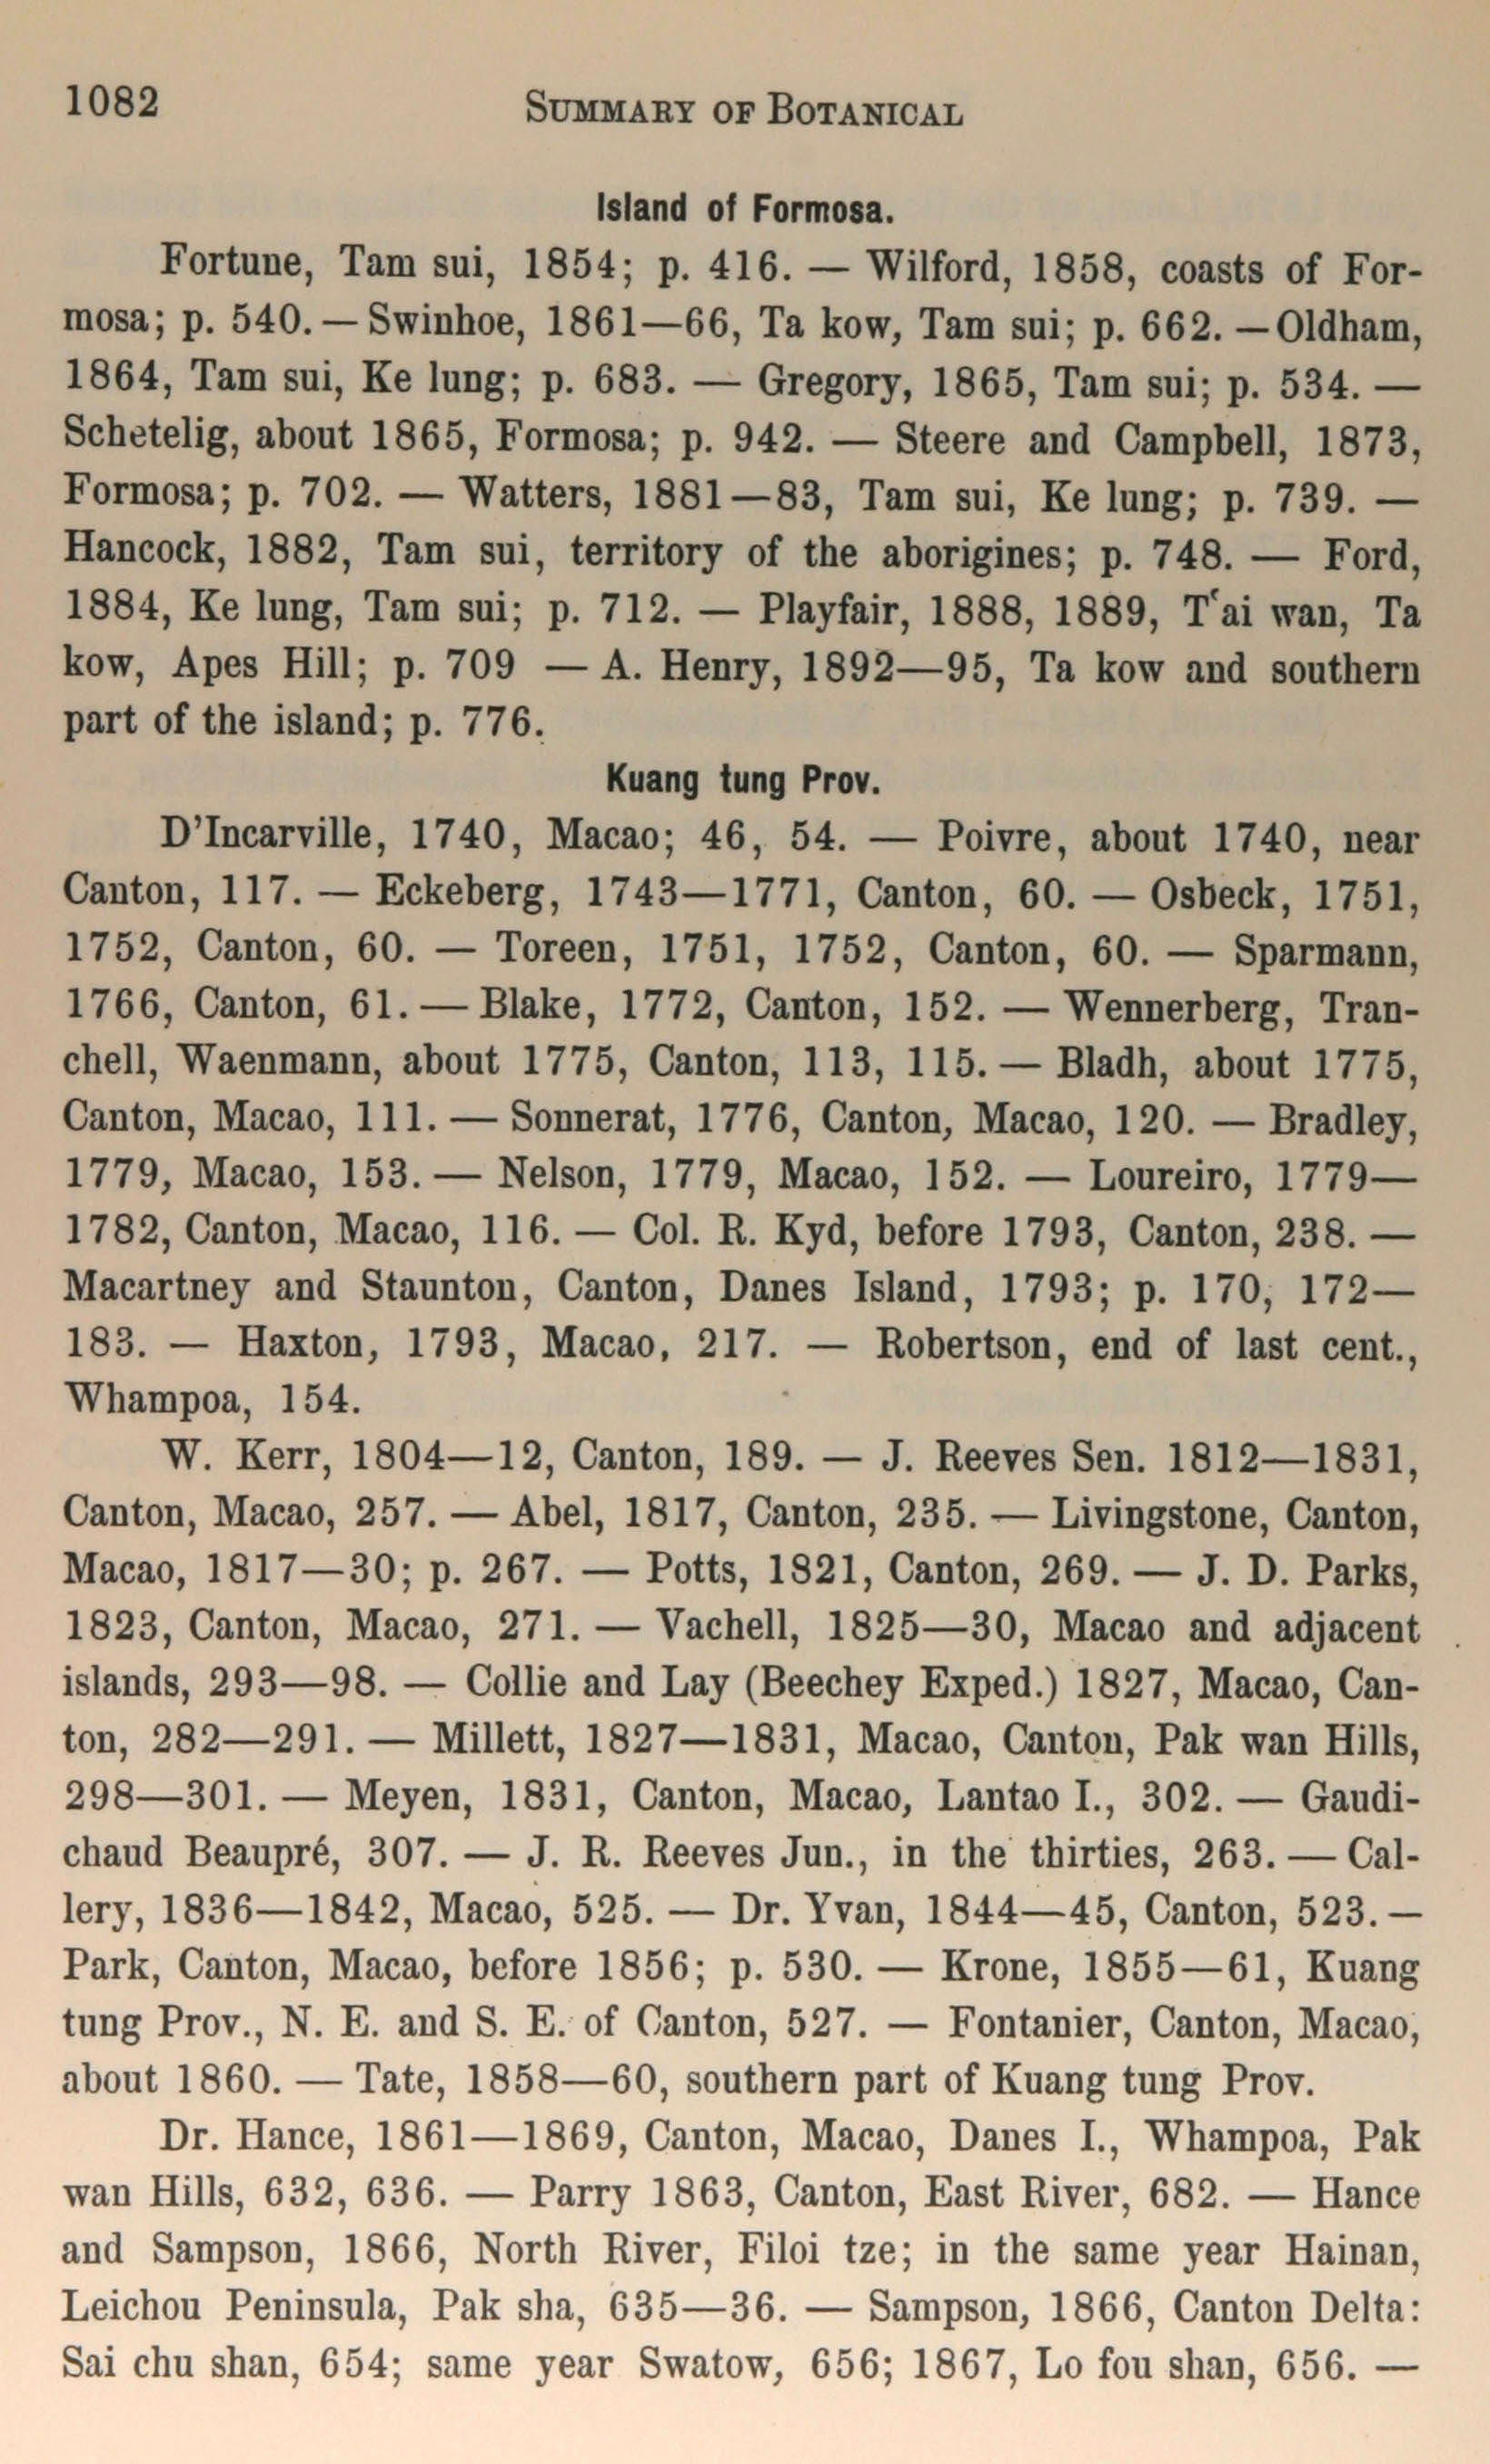 1082
SUMMARY OF BOTANICAL
Island of Formosa.
Fortune, Tam sui, 1854; p. 416. — Wilford, 1858, coasts of For-
mosa; p. 540. — Swinhoe, 1861—66, Ta kow, Tam sui; p. 662. — Oldham,
1864, Tam sui, Ke lung; p. 683. — Gregory, 1865, Tam sui; p. 534. —
Schetelig, about 1865, Formosa; p. 942. — Steere and Campbell, 1873,
Formosa; p. 702. — Watters, 1881—83, Tam sui, Ke lung; p. 739. —
Hancock, 1882, Tam sui, territory of the aborigines; p. 748. — Ford,
1884, Ke lung, Tam sui; p. 712. — Playfair, 1888, 1889, Tʻai wan, Ta
kow, Apes Hill; p. 709 — A. Henry, 1892—95, Ta kow and southern
part of the island; p. 776.
Kuang tung Prov.
D'Incarville, 1740, Macao; 46, 54. — Poivre, about 1740, near
Canton, 117. — Eckeberg, 1743—1771, Canton, 60. — Osbeck, 1751,
1752, Canton, 60. — Toreen, 1751, 1752, Canton, 60. — Sparmann,
1766, Canton, 61. — Blake, 1772, Canton, 152. — Wennerberg, Tran-
chell, Waenmann, about 1775, Canton, 113, 115. — Bladh, about 1775,
Canton, Macao, 111. — Sonnerat, 1776, Canton, Macao, 120. — Bradley,
1779, Macao, 153. — Nelson, 1779, Macao, 152. — Loureiro, 1779—
1782, Canton, Macao, 116. — Col. R. Kyd, before 1793, Canton, 238. —
Macartney and Staunton, Canton, Danes Island, 1793; p. 170, 172—
183. — Haxton, 1793, Macao, 217. — Robertson, end of last cent.,
Whampoa, 154.
W. Kerr, 1804—12, Canton, 189. — J. Reeves Sen. 1812—1831,
Canton, Macao, 257. — Abel, 1817, Canton, 235. — Livingstone, Canton,
Macao, 1817—30; p. 267. — Potts, 1821, Canton, 269. — J. D. Parks,
1823, Canton, Macao, 271. — Vachell, 1825—30, Macao and adjacent
islands, 293—98. — Collie and Lay (Beechey Exped.) 1827, Macao, Can-
ton, 282—291. — Millett, 1827—1831, Macao, Canton, Pak wan Hills,
298—301. — Meyen, 1831, Canton, Macao, Lantao I., 302. — Gaudi-
chaud Beaupré, 307. — J. R. Reeves Jun., in the thirties, 263. — Cal-
lery, 1836—1842, Macao, 525. — Dr. Yvan, 1844—45, Canton, 523. —
Park, Canton, Macao, before 1856; p. 530. — Krone, 1855—61, Kuang
tung Prov., N. E. and S. E. of Canton, 527. — Fontanier, Canton, Macao,
about 1860. — Tate, 1858—60, southern part of Kuang tung Prov.
Dr. Hance, 1861—1869, Canton, Macao, Danes I., Whampoa, Pak
wan Hills, 632, 636. — Parry 1863, Canton, East River, 682. — Hance
and Sampson, 1866, North River, Filoi tze; in the same year Hainan,
Leichou Peninsula, Pak sha, 635—36. — Sampson, 1866, Canton Delta:
Sai chu shan, 654; same year Swatow, 656; 1867, Lo fou shan, 656. —